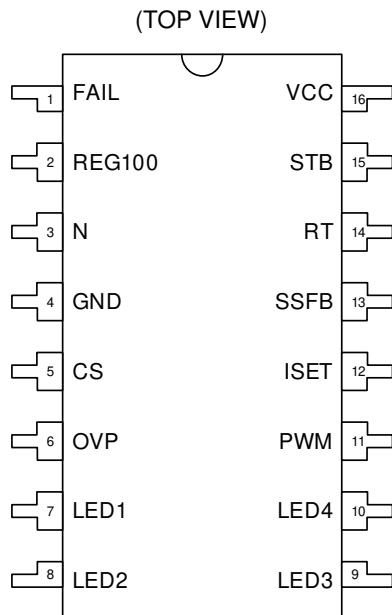 (TOP VIEW)
1 FAIL VCC 16
2 REG100 STB 15
3 N RT 14
4 GND SSFB 13
5 CS ISET 12
6 OVP PWM 11
7 LED1 LED4 10
8 LED2 LED3 9